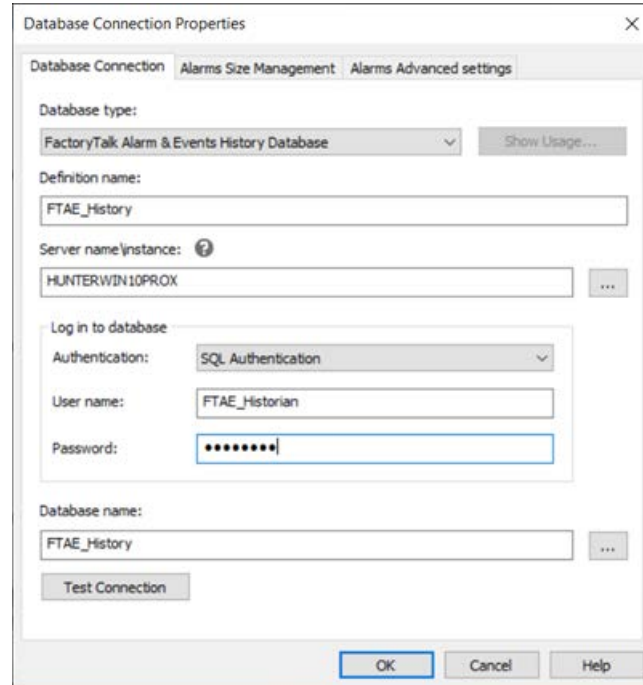 Database Connection Properties
Database Connection Alarms Size Management Alarms Advanced settings
Database type:
FactoryTalk Alarm & Events History Database Show Usage...
Definition name:
FTAE_History
Server name\instance: ?
HUNTERWIN10PROX ...
Log in to database
Authentication: SQL Authentication
User name: FTAE_Historian
Password: ••••••••
Database name:
FTAE_History ...
Test Connection
OK Cancel Help